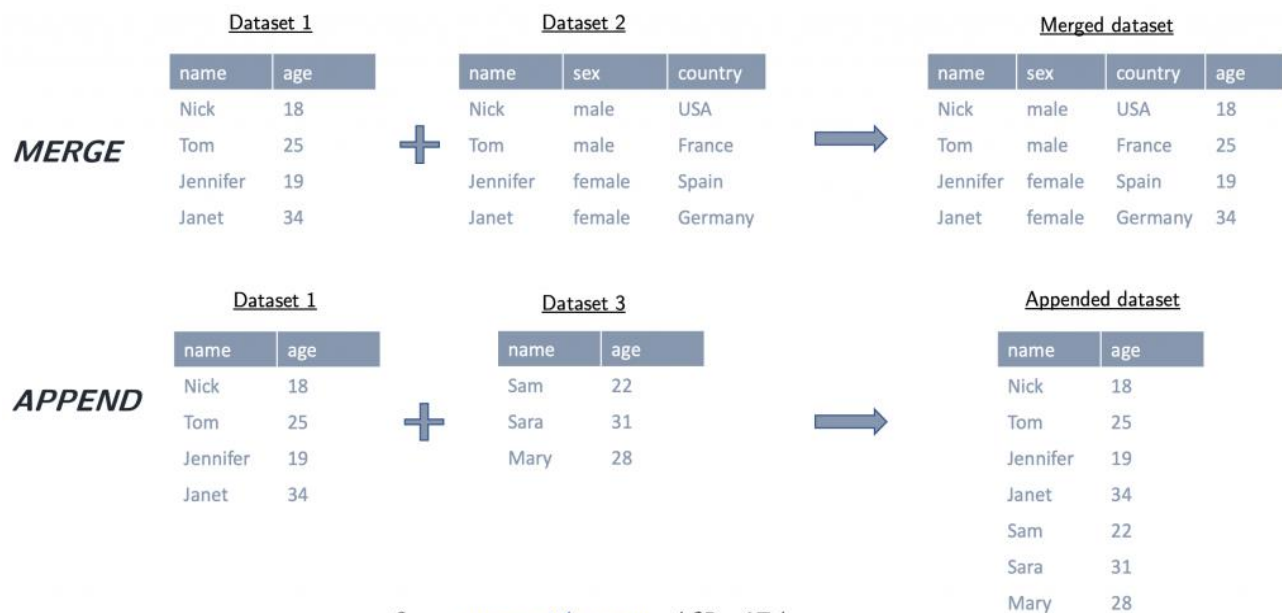 Dataset 1 Dataset 2 Merged dataset
name age name sex country name sex country age
Nick 18 Nick male USA Nick male USA 18
MERGE Tom 25 Tom male France Tom male France 25
Jennifer 19 Jennifer female Spain Jennifer female Spain 19
Janet 34 Janet female Germany Janet female Germany 34
Dataset 1 Dataset 3 Appended dataset
name age name age name age
APPEND Nick 18 Sam 22 Nick 18
Tom 25 Sara 31 Tom 25
Jennifer 19 Mary 28 Jennifer 19
Janet 34 Janet 34
Sam 22
Sara 31
Mary 28